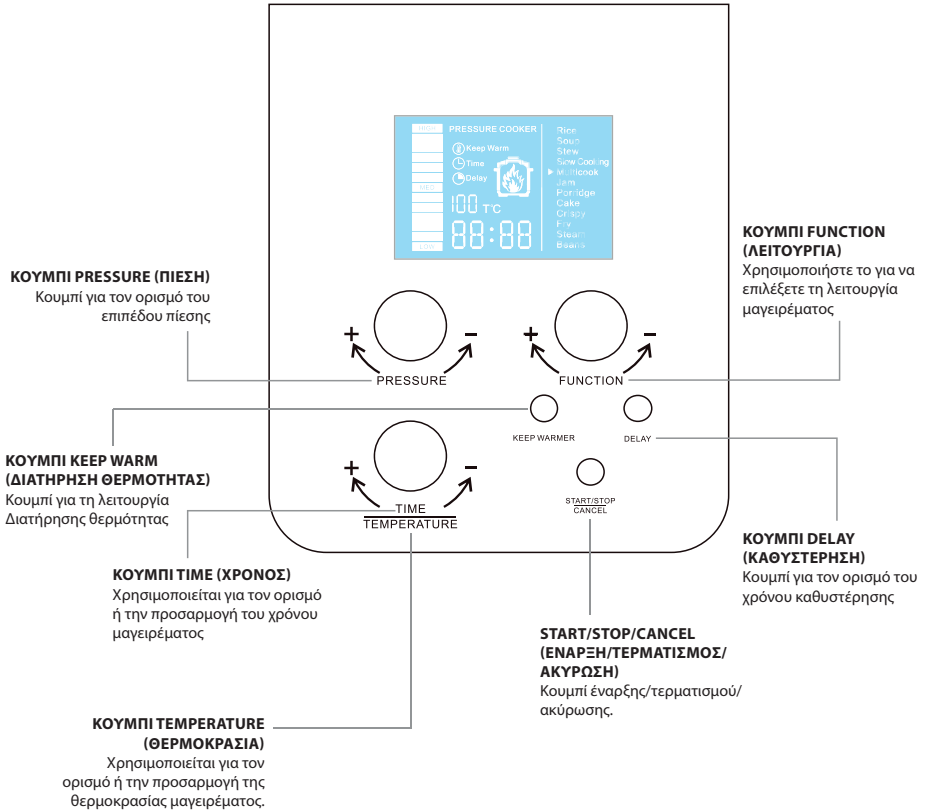 HIGH
PRESSURE COOKER
Keep Warm
Time
Delay
MED
100 T°C
88:88
LOW
Rice
Soup
Stew
Slow Cooking
Multicook
Jam
Porridge
Cake
Crispy
Fry
Steam
Beans
ΚΟΥΜΠΙ PRESSURE (ΠΙΕΣΗ)
Κουμπί για τον ορισμό του
επιπέδου πίεσης
+ −
PRESSURE
+ −
FUNCTION
ΚΟΥΜΠΙ FUNCTION
(ΛΕΙΤΟΥΡΓΙΑ)
Χρησιμοποιήστε το για να
επιλέξετε τη λειτουργία
μαγειρέματος
KEEP WARMER
DELAY
ΚΟΥΜΠΙ KEEP WARM
(ΔΙΑΤΗΡΗΣΗ ΘΕΡΜΟΤΗΤΑΣ)
Κουμπί για τη λειτουργία
Διατήρησης θερμότητας
+ −
TIME
TEMPERATURE
START/STOP
CANCEL
ΚΟΥΜΠΙ DELAY
(ΚΑΘΥΣΤΕΡΗΣΗ)
Κουμπί για τον ορισμό του
χρόνου καθυστέρησης
ΚΟΥΜΠΙ TIME (ΧΡΟΝΟΣ)
Χρησιμοποιείται για τον ορισμό
ή την προσαρμογή του χρόνου
μαγειρέματος
START/STOP/CANCEL
(ΕΝΑΡΞΗ/ΤΕΡΜΑΤΙΣΜΟΣ/
ΑΚΥΡΩΣΗ)
Κουμπί έναρξης/τερματισμού/
ακύρωσης.
ΚΟΥΜΠΙ TEMPERATURE
(ΘΕΡΜΟΚΡΑΣΙΑ)
Χρησιμοποιείται για τον
ορισμό ή την προσαρμογή της
θερμοκρασίας μαγειρέματος.